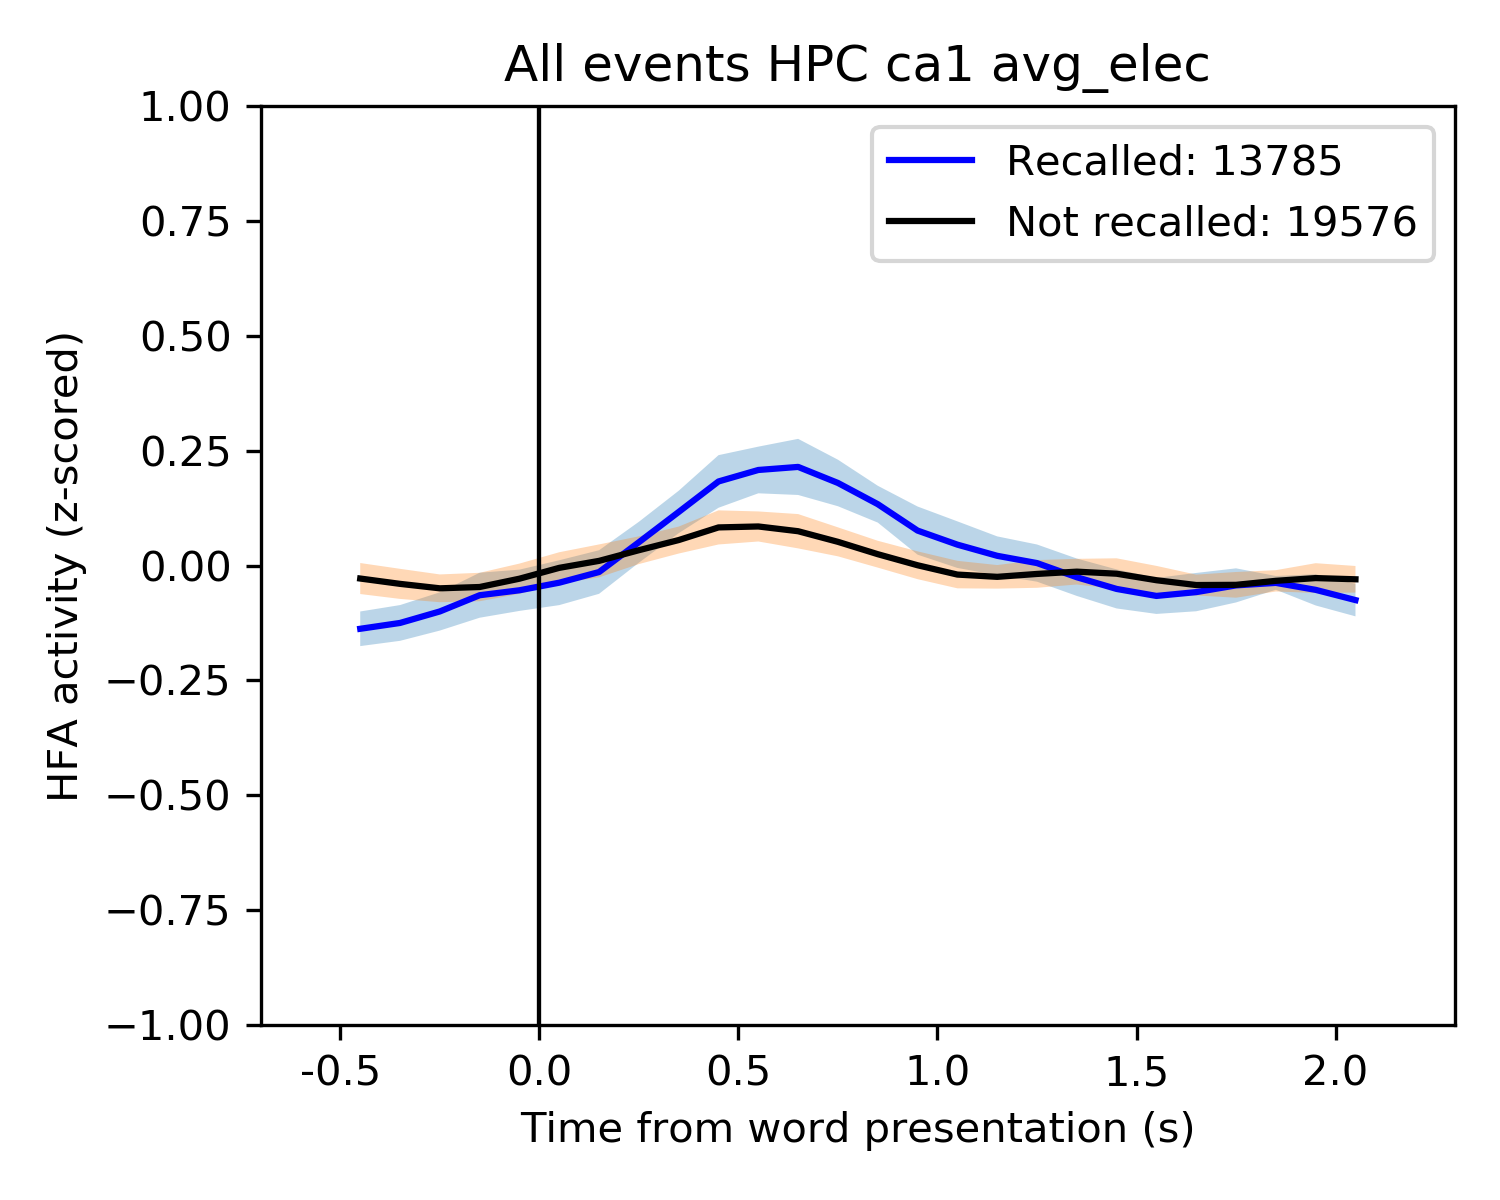 All events HPC ca1 avg_elec
1.00
0.75
0.50
0.25
0.00
−0.25
−0.50
−0.75
−1.00
HFA activity (z-scored)
Recalled: 13785
Not recalled: 19576
-0.5 0.0 0.5 1.0 1.5 2.0
Time from word presentation (s)